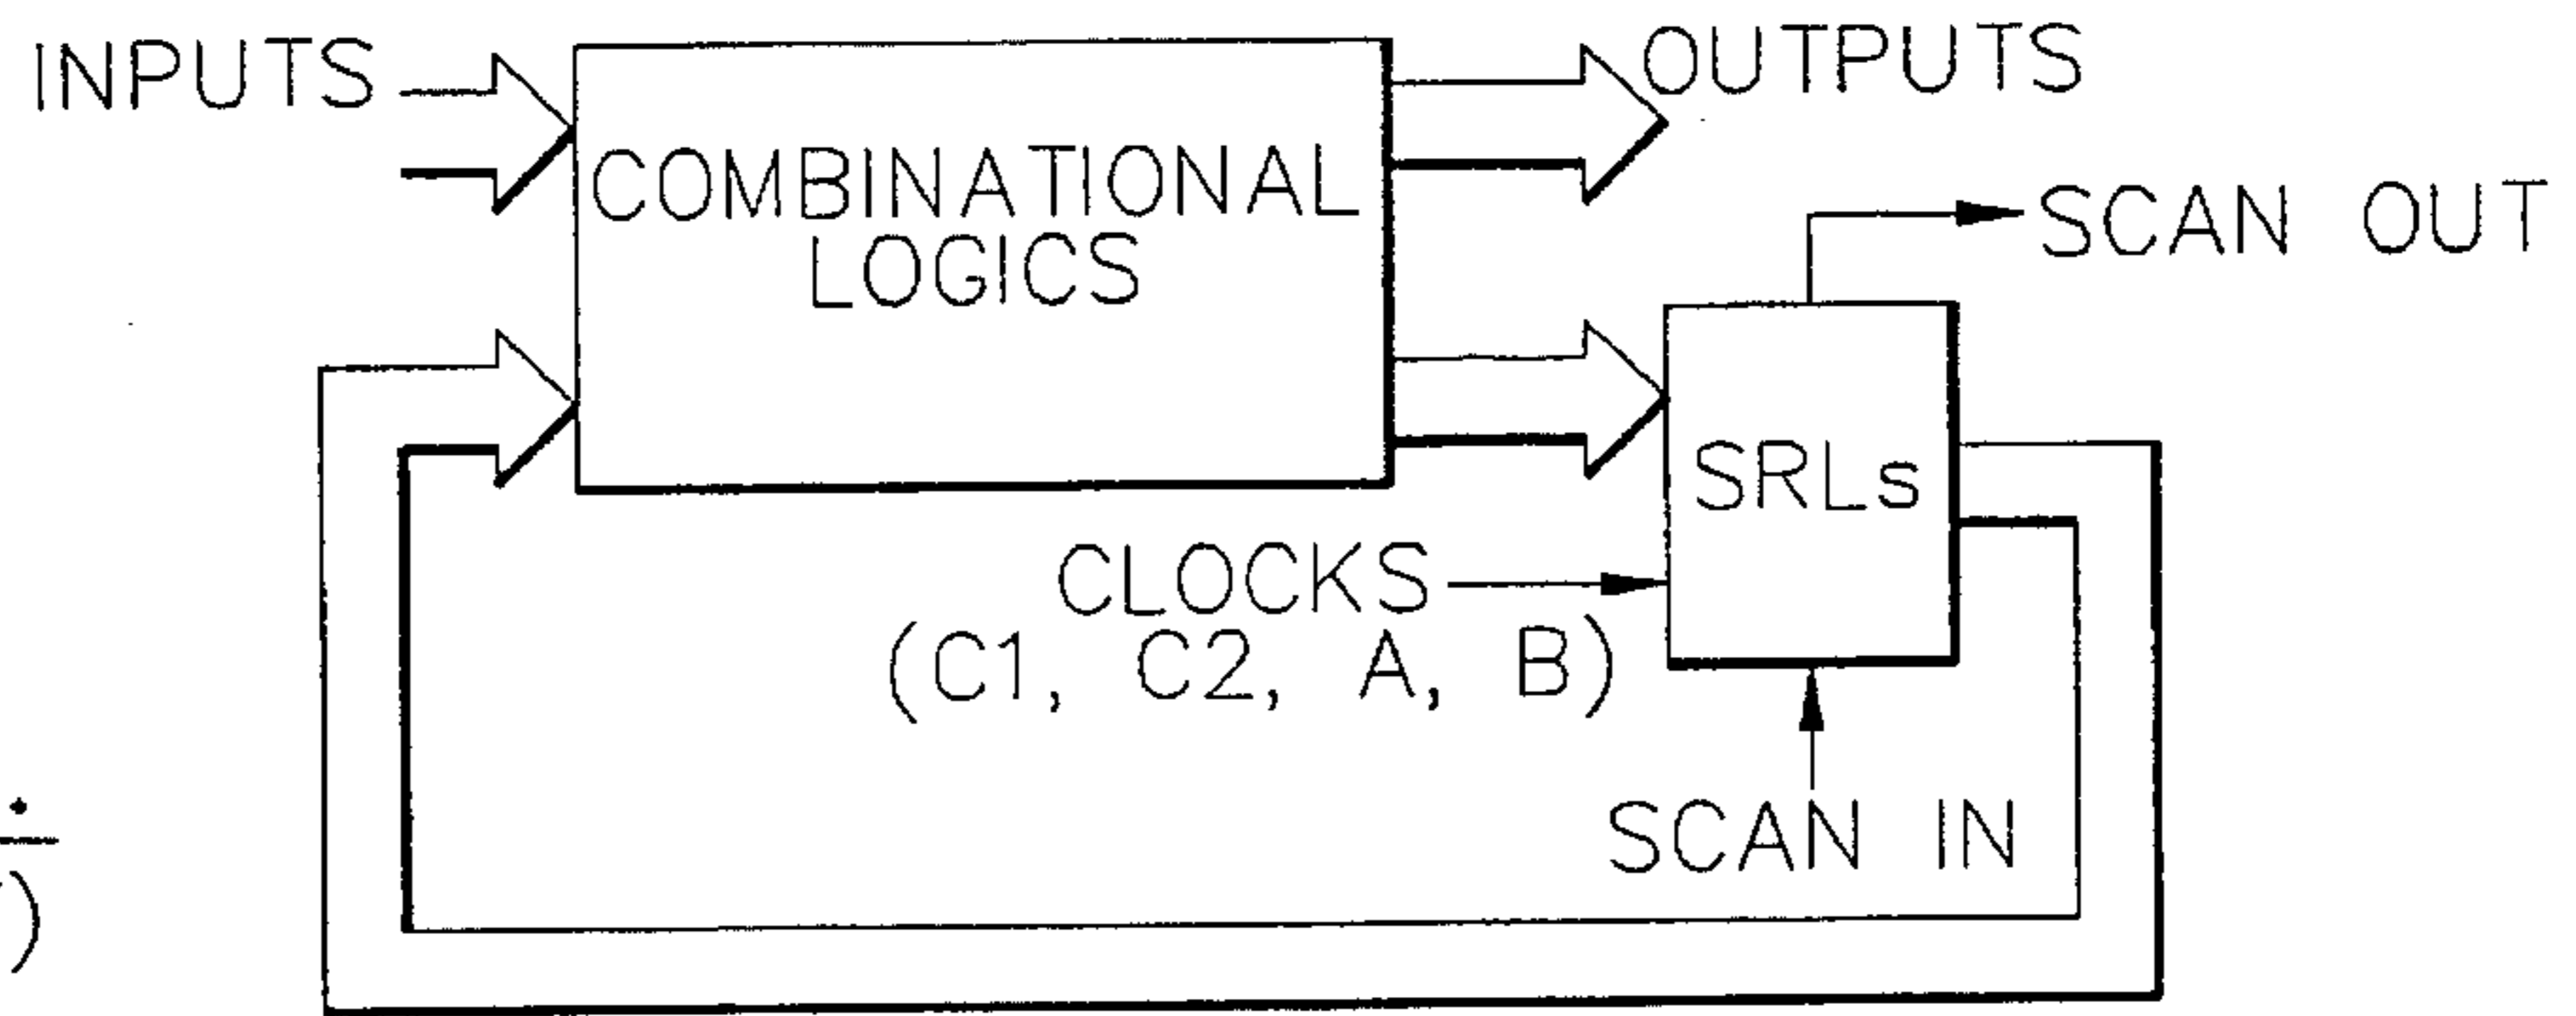 INPUTS
OUTPUTS
COMBINATIONAL
LOGICS
SCAN OUT
SRLs
CLOCKS
(C1, C2, A, B)
SCAN IN
)